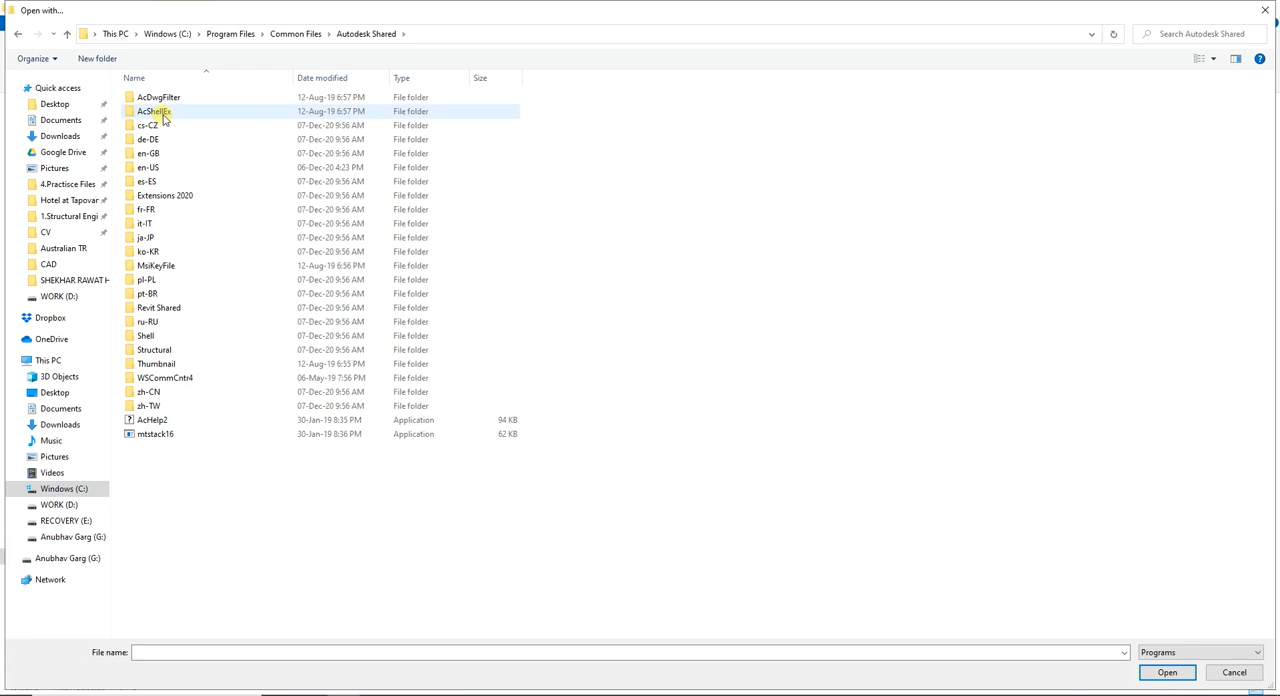 Open with...
This PC > Windows (C:) > Program Files > Common Files > Autodesk Shared >
Search Autodesk Shared
Organize New folder
Name Date modified Type Size
AcDwgFilter 12-Aug-19 6:57 PM File folder
AcShellEx 12-Aug-19 6:57 PM File folder
cs-CZ 07-Dec-20 9:56 AM File folder
de-DE 07-Dec-20 9:56 AM File folder
en-GB 07-Dec-20 9:56 AM File folder
en-US 06-Dec-20 4:23 PM File folder
es-ES 07-Dec-20 9:56 AM File folder
Extensions 2020 07-Dec-20 9:56 AM File folder
fr-FR 07-Dec-20 9:56 AM File folder
it-IT 07-Dec-20 9:56 AM File folder
ja-JP 07-Dec-20 9:56 AM File folder
ko-KR 07-Dec-20 9:56 AM File folder
MsiKeyFile 12-Aug-19 6:56 PM File folder
pl-PL 07-Dec-20 9:56 AM File folder
pt-BR 07-Dec-20 9:56 AM File folder
Revit Shared 07-Dec-20 9:56 AM File folder
ru-RU 07-Dec-20 9:56 AM File folder
Shell 07-Dec-20 9:56 AM File folder
Structural 07-Dec-20 9:56 AM File folder
Thumbnail 12-Aug-19 6:55 PM File folder
WSCommCntr4 06-May-19 7:56 PM File folder
zh-CN 07-Dec-20 9:56 AM File folder
zh-TW 07-Dec-20 9:56 AM File folder
AcHelp2 30-Jan-19 8:35 PM Application 94 KB
mtstack16 30-Jan-19 8:36 PM Application 62 KB
Quick access
Desktop
Documents
Downloads
Google Drive
Pictures
4.Practisce Files
Hotel at Tapovar
1.Structural Engi
CV
Australian TR
CAD
SHEKHAR RAWAT H
WORK (D:)
Dropbox
OneDrive
This PC
3D Objects
Desktop
Documents
Downloads
Music
Pictures
Videos
Windows (C:)
WORK (D:)
RECOVERY (E:)
Anubhav Garg (G:)
Anubhav Garg (G:)
Network
File name:
Programs
Open Cancel